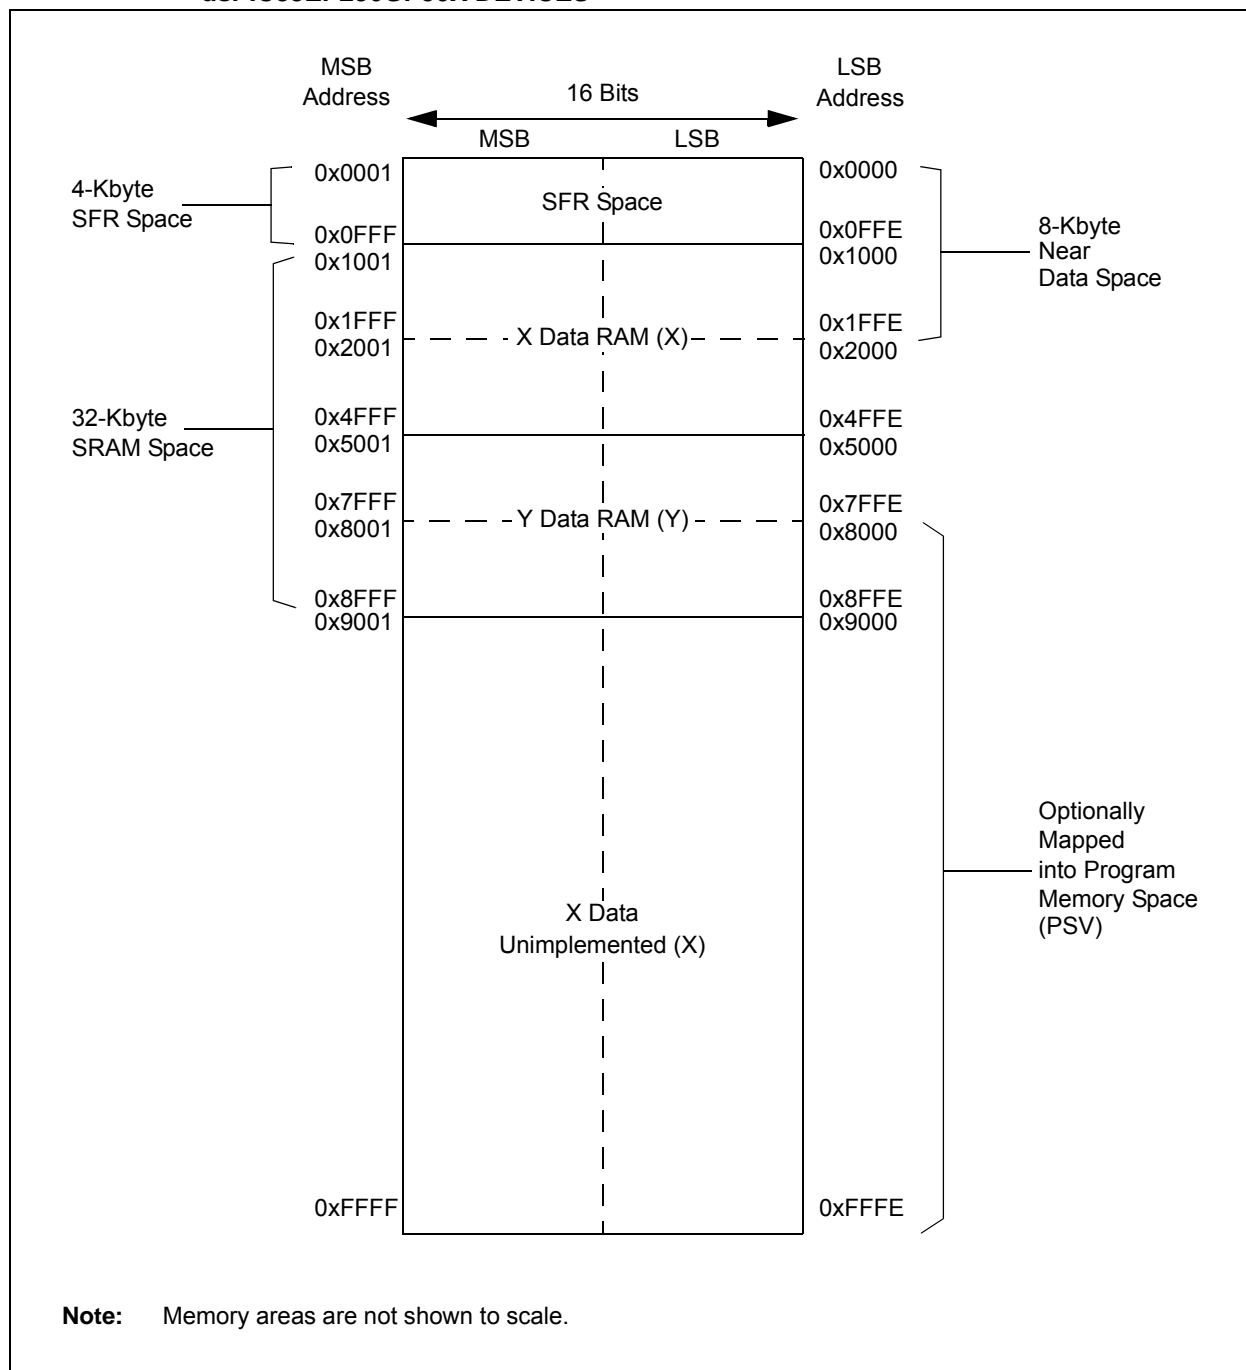 MSB
Address
16 Bits
LSB
Address
MSB
LSB
0x0001
0x0000
4-Kbyte
SFR Space
SFR Space
0x0FFF
0x0FFE
8-Kbyte
Near
Data Space
0x1001
0x1000
0x1FFF
0x1FFE
X Data RAM (X)
0x2001
0x2000
32-Kbyte
SRAM Space
0x4FFF
0x4FFE
0x5001
0x5000
0x7FFF
0x7FFE
Y Data RAM (Y)
0x8001
0x8000
0x8FFF
0x8FFE
0x9001
0x9000
Optionally
Mapped
into Program
Memory Space
(PSV)
X Data
Unimplemented (X)
0xFFFF
0xFFFE
Note: Memory areas are not shown to scale.